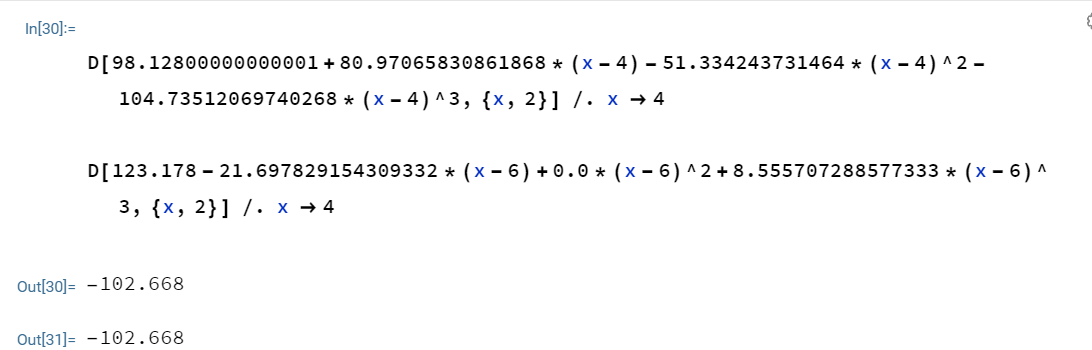 In[30]:=
D[98.12800000000001 + 80.97065830861868 * (x - 4) - 51.334243731464 * (x - 4) ^ 2 -
104.73512069740268 * (x - 4) ^ 3, {x, 2}] /. x → 4
D[123.178 - 21.697829154309332 * (x - 6) + 0.0 * (x - 6) ^ 2 + 8.555707288577333 * (x - 6) ^
3, {x, 2}] /. x → 4
Out[30]= -102.668
Out[31]= -102.668